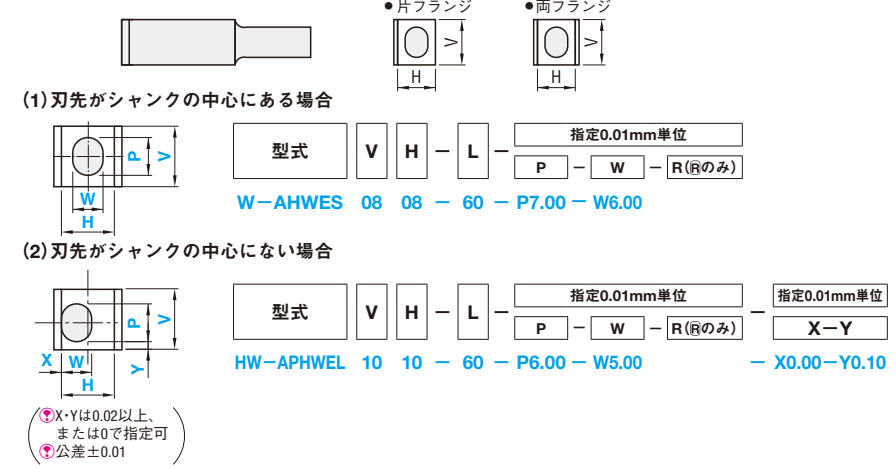 ●片フランジ ●両フランジ
V V
H H
(1)刃先がシャンクの中心にある場合
P V
W
H
型式 V H － L － 指定0.01mm単位
P － W － R(Ⓡのみ)
W－AHWES 08 08 － 60 － P7.00 － W6.00
(2)刃先がシャンクの中心にない場合
P V
X W Y
H
型式 V H － L － 指定0.01mm単位 － 指定0.01mm単位
P － W － R(Ⓡのみ) X－Y
HW－APHWEL 10 10 － 60 － P6.00 － W5.00 － X0.00－Y0.10
X・Yは0.02以上、
または0で指定可
公差±0.01